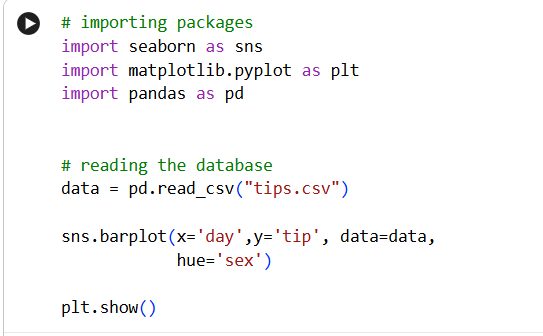 # importing packages
import seaborn as sns
import matplotlib.pyplot as plt
import pandas as pd
# reading the database
data = pd.read_csv("tips.csv")
sns.barplot(x='day',y='tip', data=data,
            hue='sex')
plt.show()